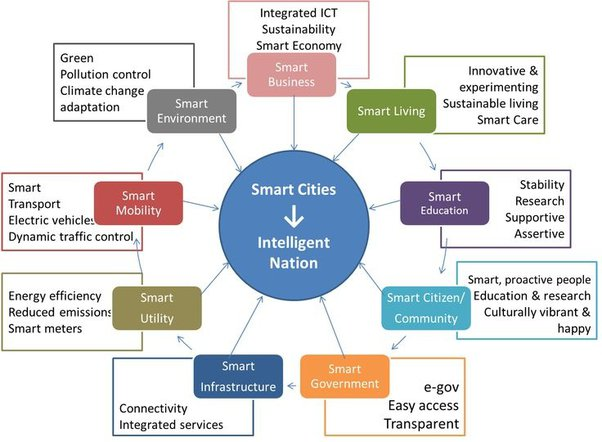 Integrated ICT
Sustainability
Smart Economy
Smart
Business
Innovative &
experimenting
Sustainable living
Smart Care
Smart Living
Stability
Research
Supportive
Assertive
Smart
Education
Smart, proactive people
Education & research
Culturally vibrant &
happy
Smart Citizen/
Community
e-gov
Easy access
Transparent
Smart
Government
Connectivity
Integrated services
Smart
Infrastructure
Energy efficiency
Reduced emissions
Smart meters
Smart
Utility
Smart
Transport
Electric vehicles
Dynamic traffic control
Smart
Mobility
Green
Pollution control
Climate change
adaptation
Smart
Environment
Smart Cities
Intelligent
Nation